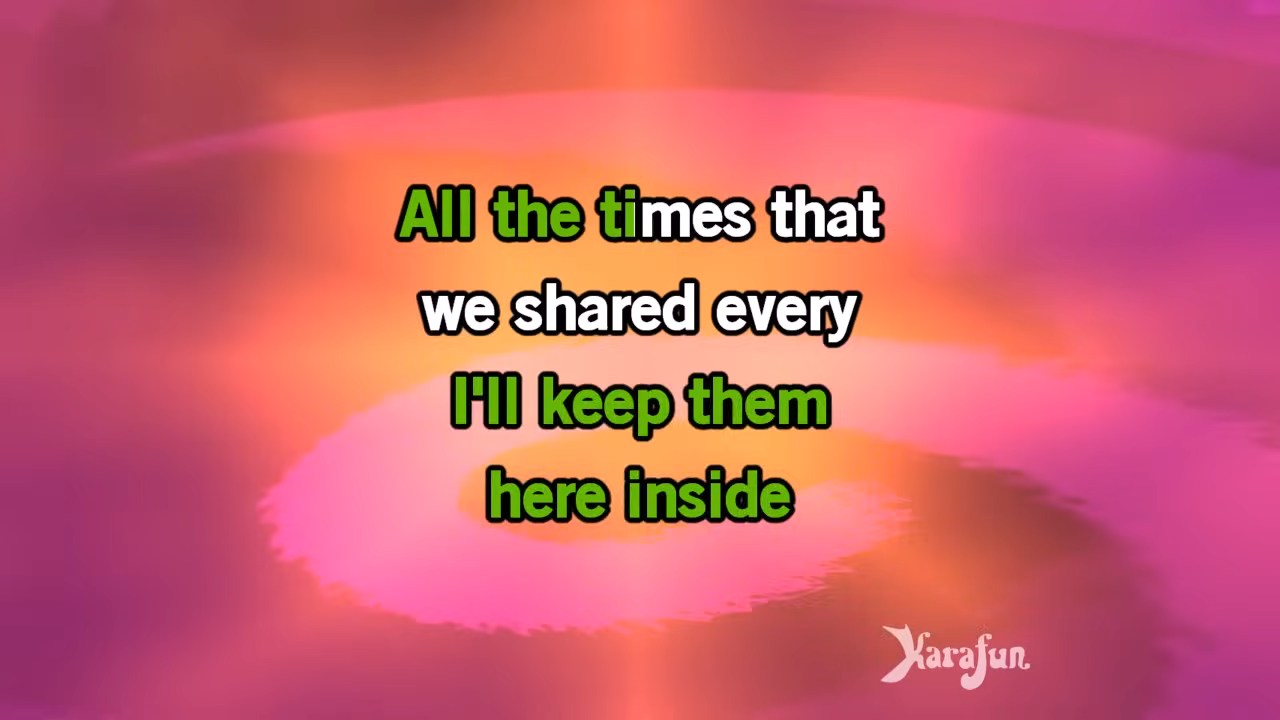 All the times that
we shared every
I'll keep them
here inside
Karafun